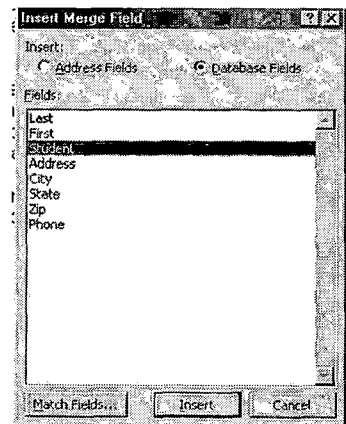 Insert Merge Field
Insert:
Address Fields Database Fields
Fields:
Last
First
Student
Address
City
State
Zip
Phone
Match Fields... Insert Cancel